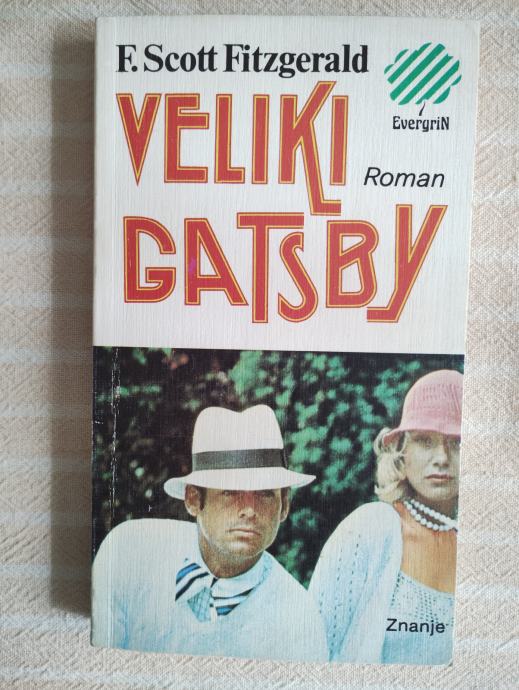 F. Scott Fitzgerald
VELIKI
GATSBY
Roman
EvergriN
Znanje